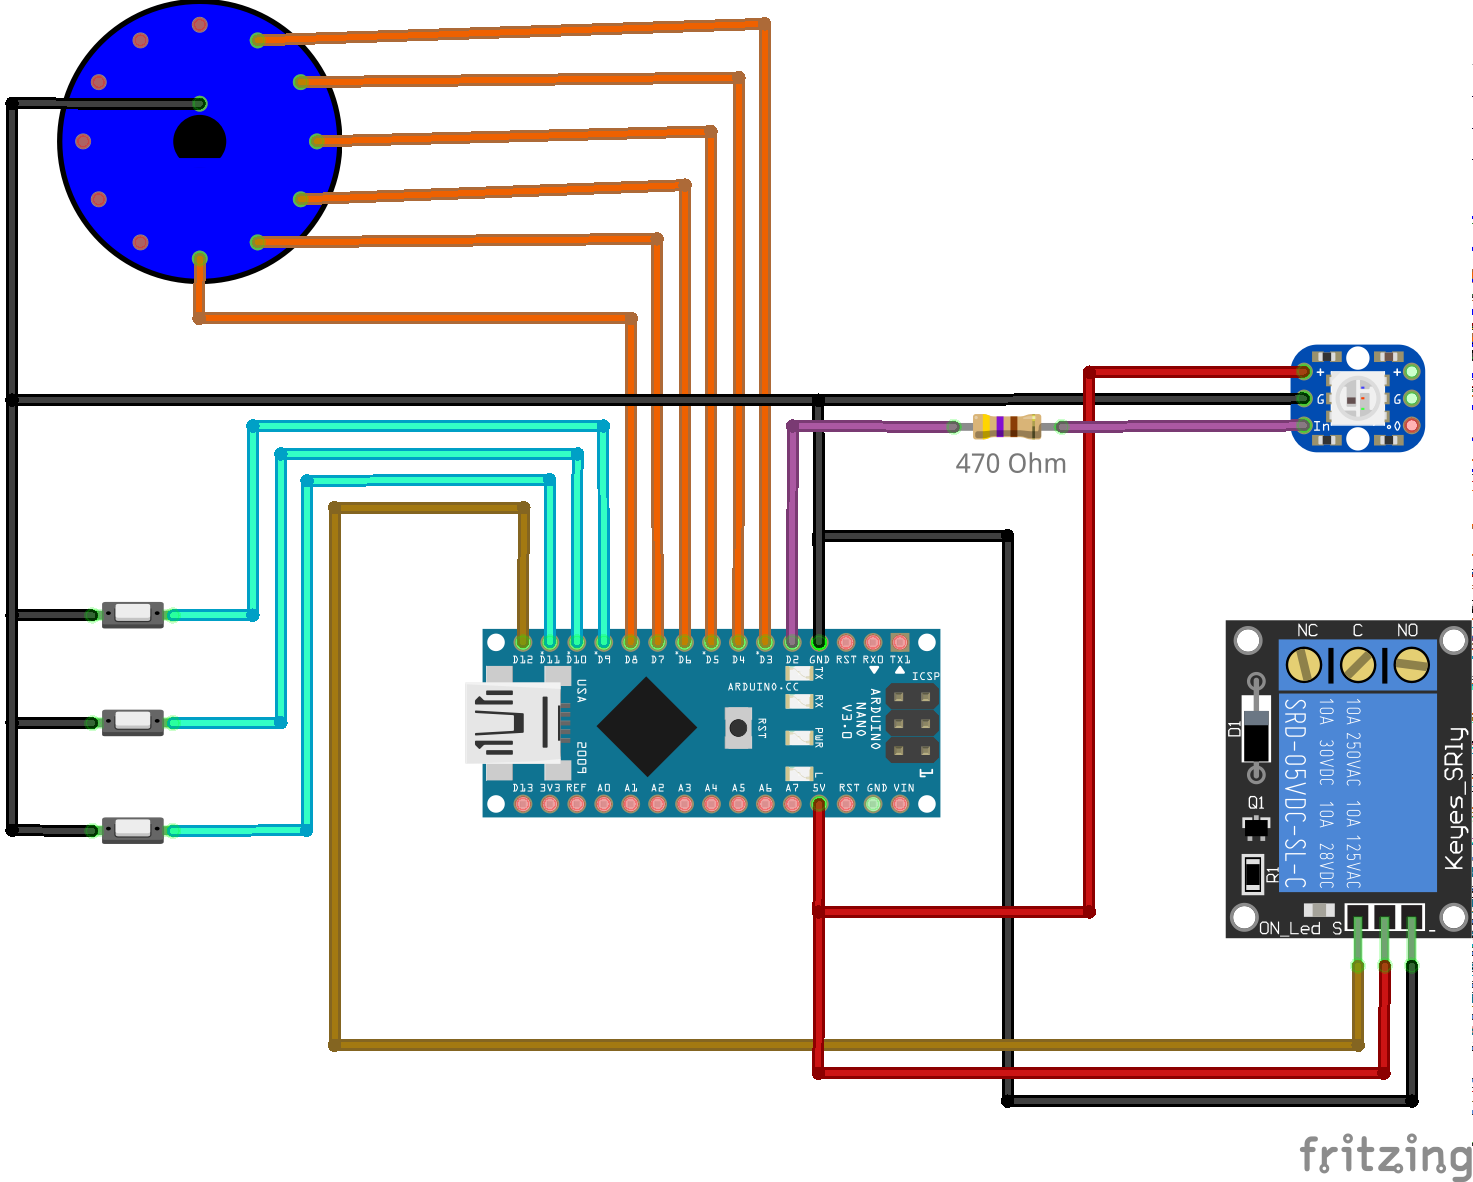 + +
G G
In O
470 Ohm
NC C NO
D12 D11 D10 D9 D8 D7 D6 D5 D4 D3 D2 GND RST RX0 TX1
TX
RX
PWR
L
ARDUINO.CC
ICSP
ARDUINO
NANO
V3.0
1
USA
2005
RST
D13 3V3 REF A0 A1 A2 A3 A4 A5 A6 A7 5V RST GND VIN
D1
Q1
R1
SRD-05VDC-SL-C
10A 30VDC 10A 28VDC
10A 250VAC 10A 125VAC
Keyes_SRly
ON_Led S -
fritzing